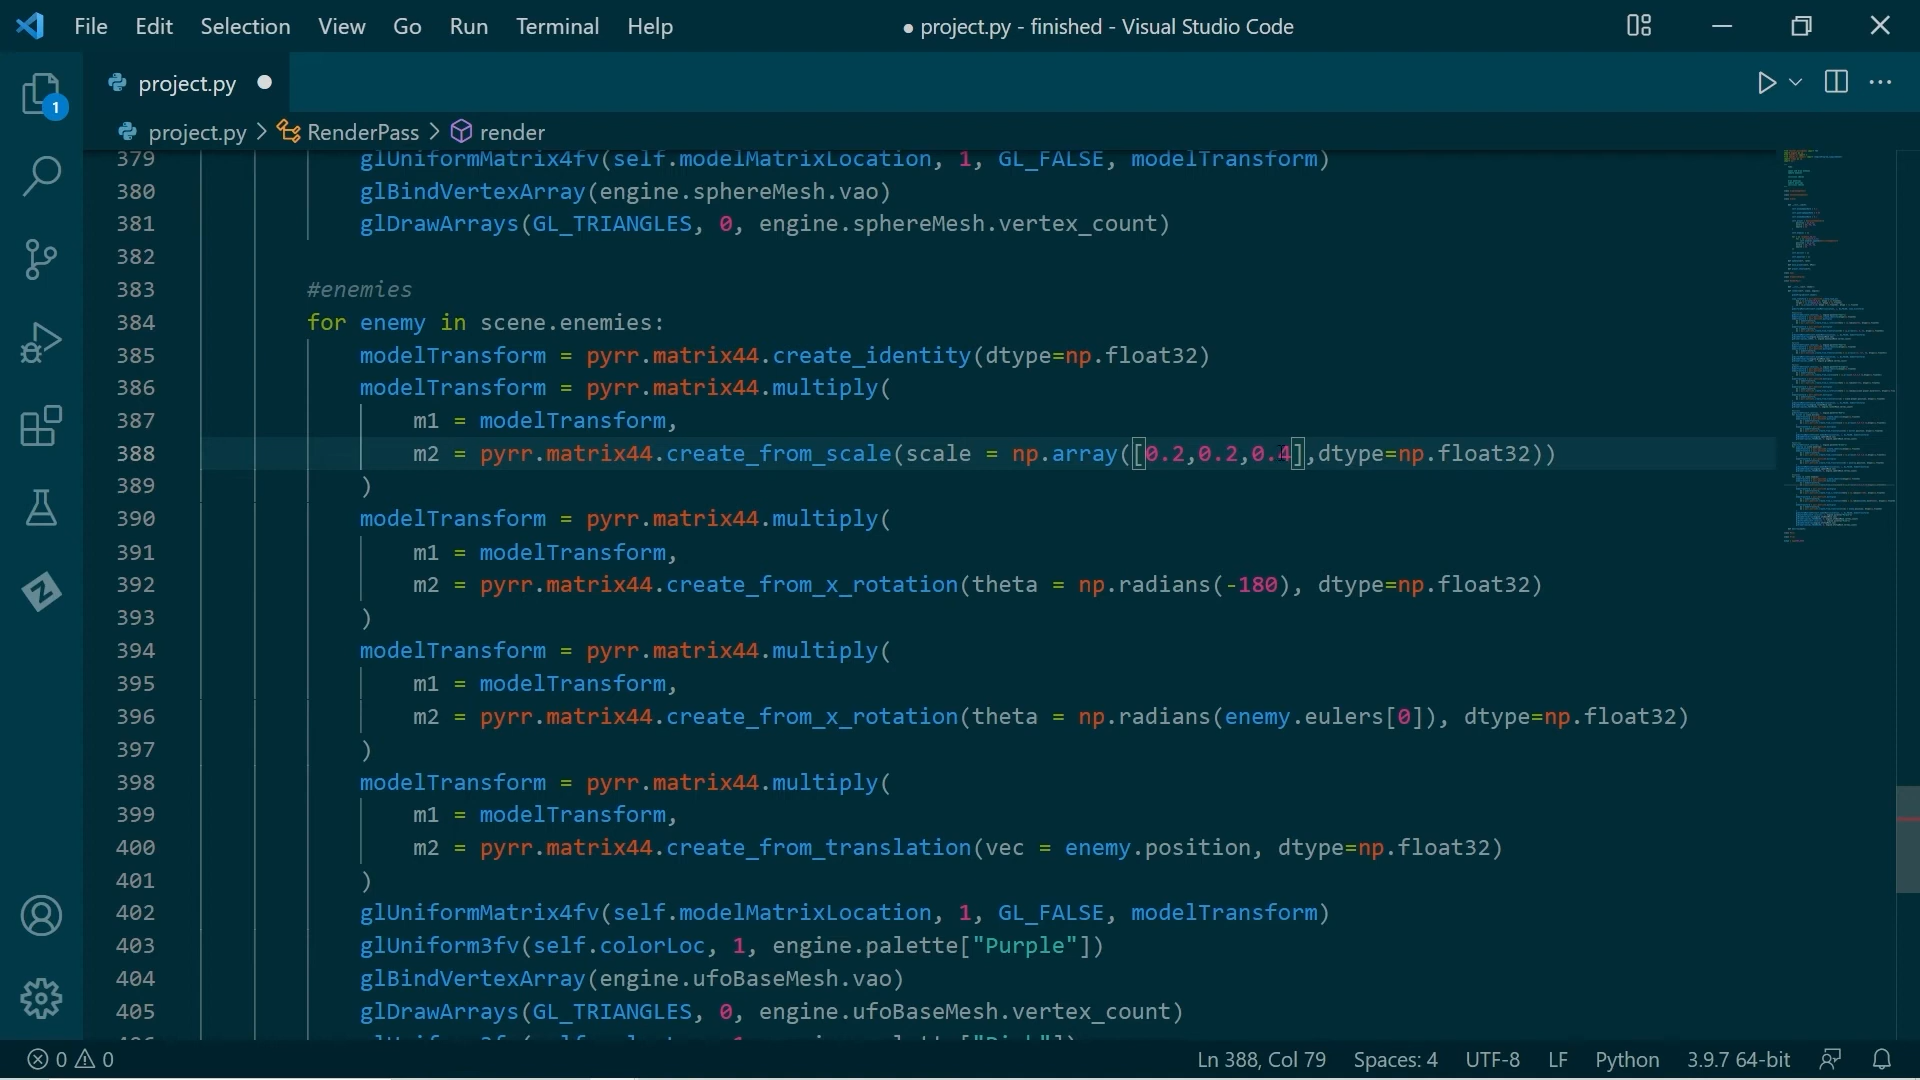 File Edit Selection View Go Run Terminal Help
● project.py - finished - Visual Studio Code
1
project.py
project.py > RenderPass > render
379 glUniformMatrix4fv(self.modelMatrixLocation, 1, GL_FALSE, modelTransform)
380 glBindVertexArray(engine.sphereMesh.vao)
381 glDrawArrays(GL_TRIANGLES, 0, engine.sphereMesh.vertex_count)
382
383 #enemies
384 for enemy in scene.enemies:
385 modelTransform = pyrr.matrix44.create_identity(dtype=np.float32)
386 modelTransform = pyrr.matrix44.multiply(
387 m1 = modelTransform,
388 m2 = pyrr.matrix44.create_from_scale(scale = np.array([0.2,0.2,0.4],dtype=np.float32))
389 )
390 modelTransform = pyrr.matrix44.multiply(
391 m1 = modelTransform,
392 m2 = pyrr.matrix44.create_from_x_rotation(theta = np.radians(-180), dtype=np.float32)
393 )
394 modelTransform = pyrr.matrix44.multiply(
395 m1 = modelTransform,
396 m2 = pyrr.matrix44.create_from_x_rotation(theta = np.radians(enemy.eulers[0]), dtype=np.float32)
397 )
398 modelTransform = pyrr.matrix44.multiply(
399 m1 = modelTransform,
400 m2 = pyrr.matrix44.create_from_translation(vec = enemy.position, dtype=np.float32)
401 )
402 glUniformMatrix4fv(self.modelMatrixLocation, 1, GL_FALSE, modelTransform)
403 glUniform3fv(self.colorLoc, 1, engine.palette["Purple"])
404 glBindVertexArray(engine.ufoBaseMesh.vao)
405 glDrawArrays(GL_TRIANGLES, 0, engine.ufoBaseMesh.vertex_count)
0 0 Ln 388, Col 79 Spaces: 4 UTF-8 LF Python 3.9.7 64-bit